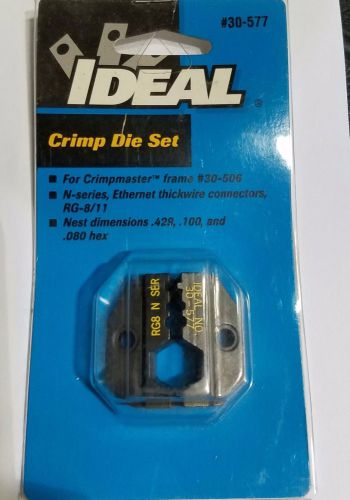 #30-577
IDEAL®
Crimp Die Set
For Crimpmaster™ frame #30-506
N-series, Ethernet thickwire connectors,
RG-8/11
Nest dimensions .429, .100, and
.080 hex
RG8 N SER
IDEAL NO.
30-577